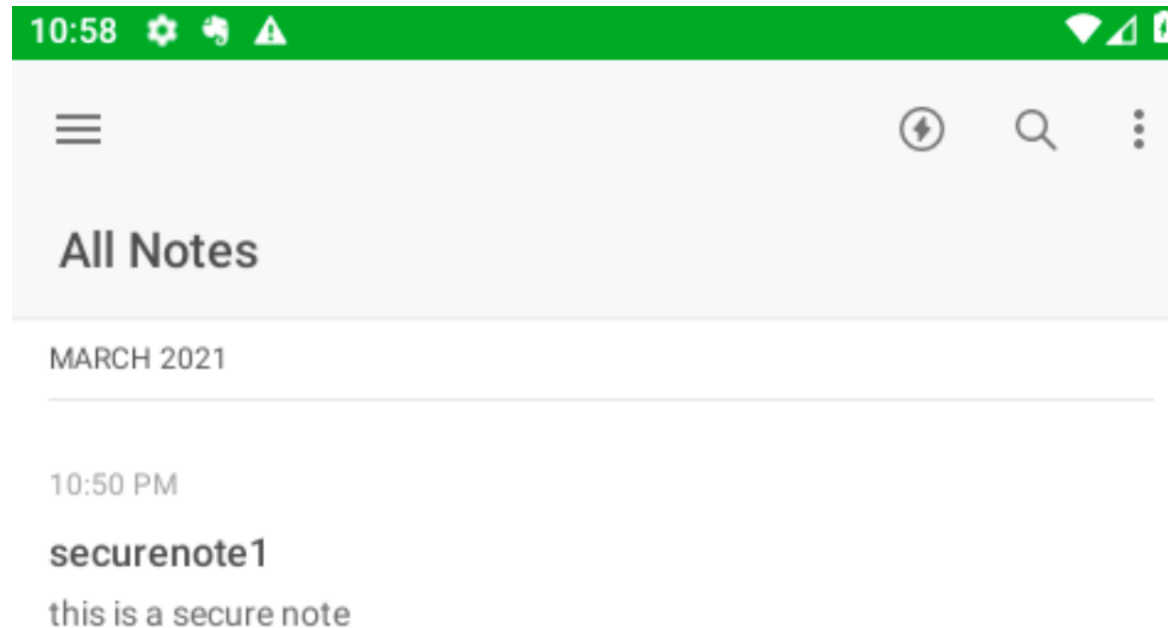 10:58
All Notes
MARCH 2021
10:50 PM
securenote1
this is a secure note